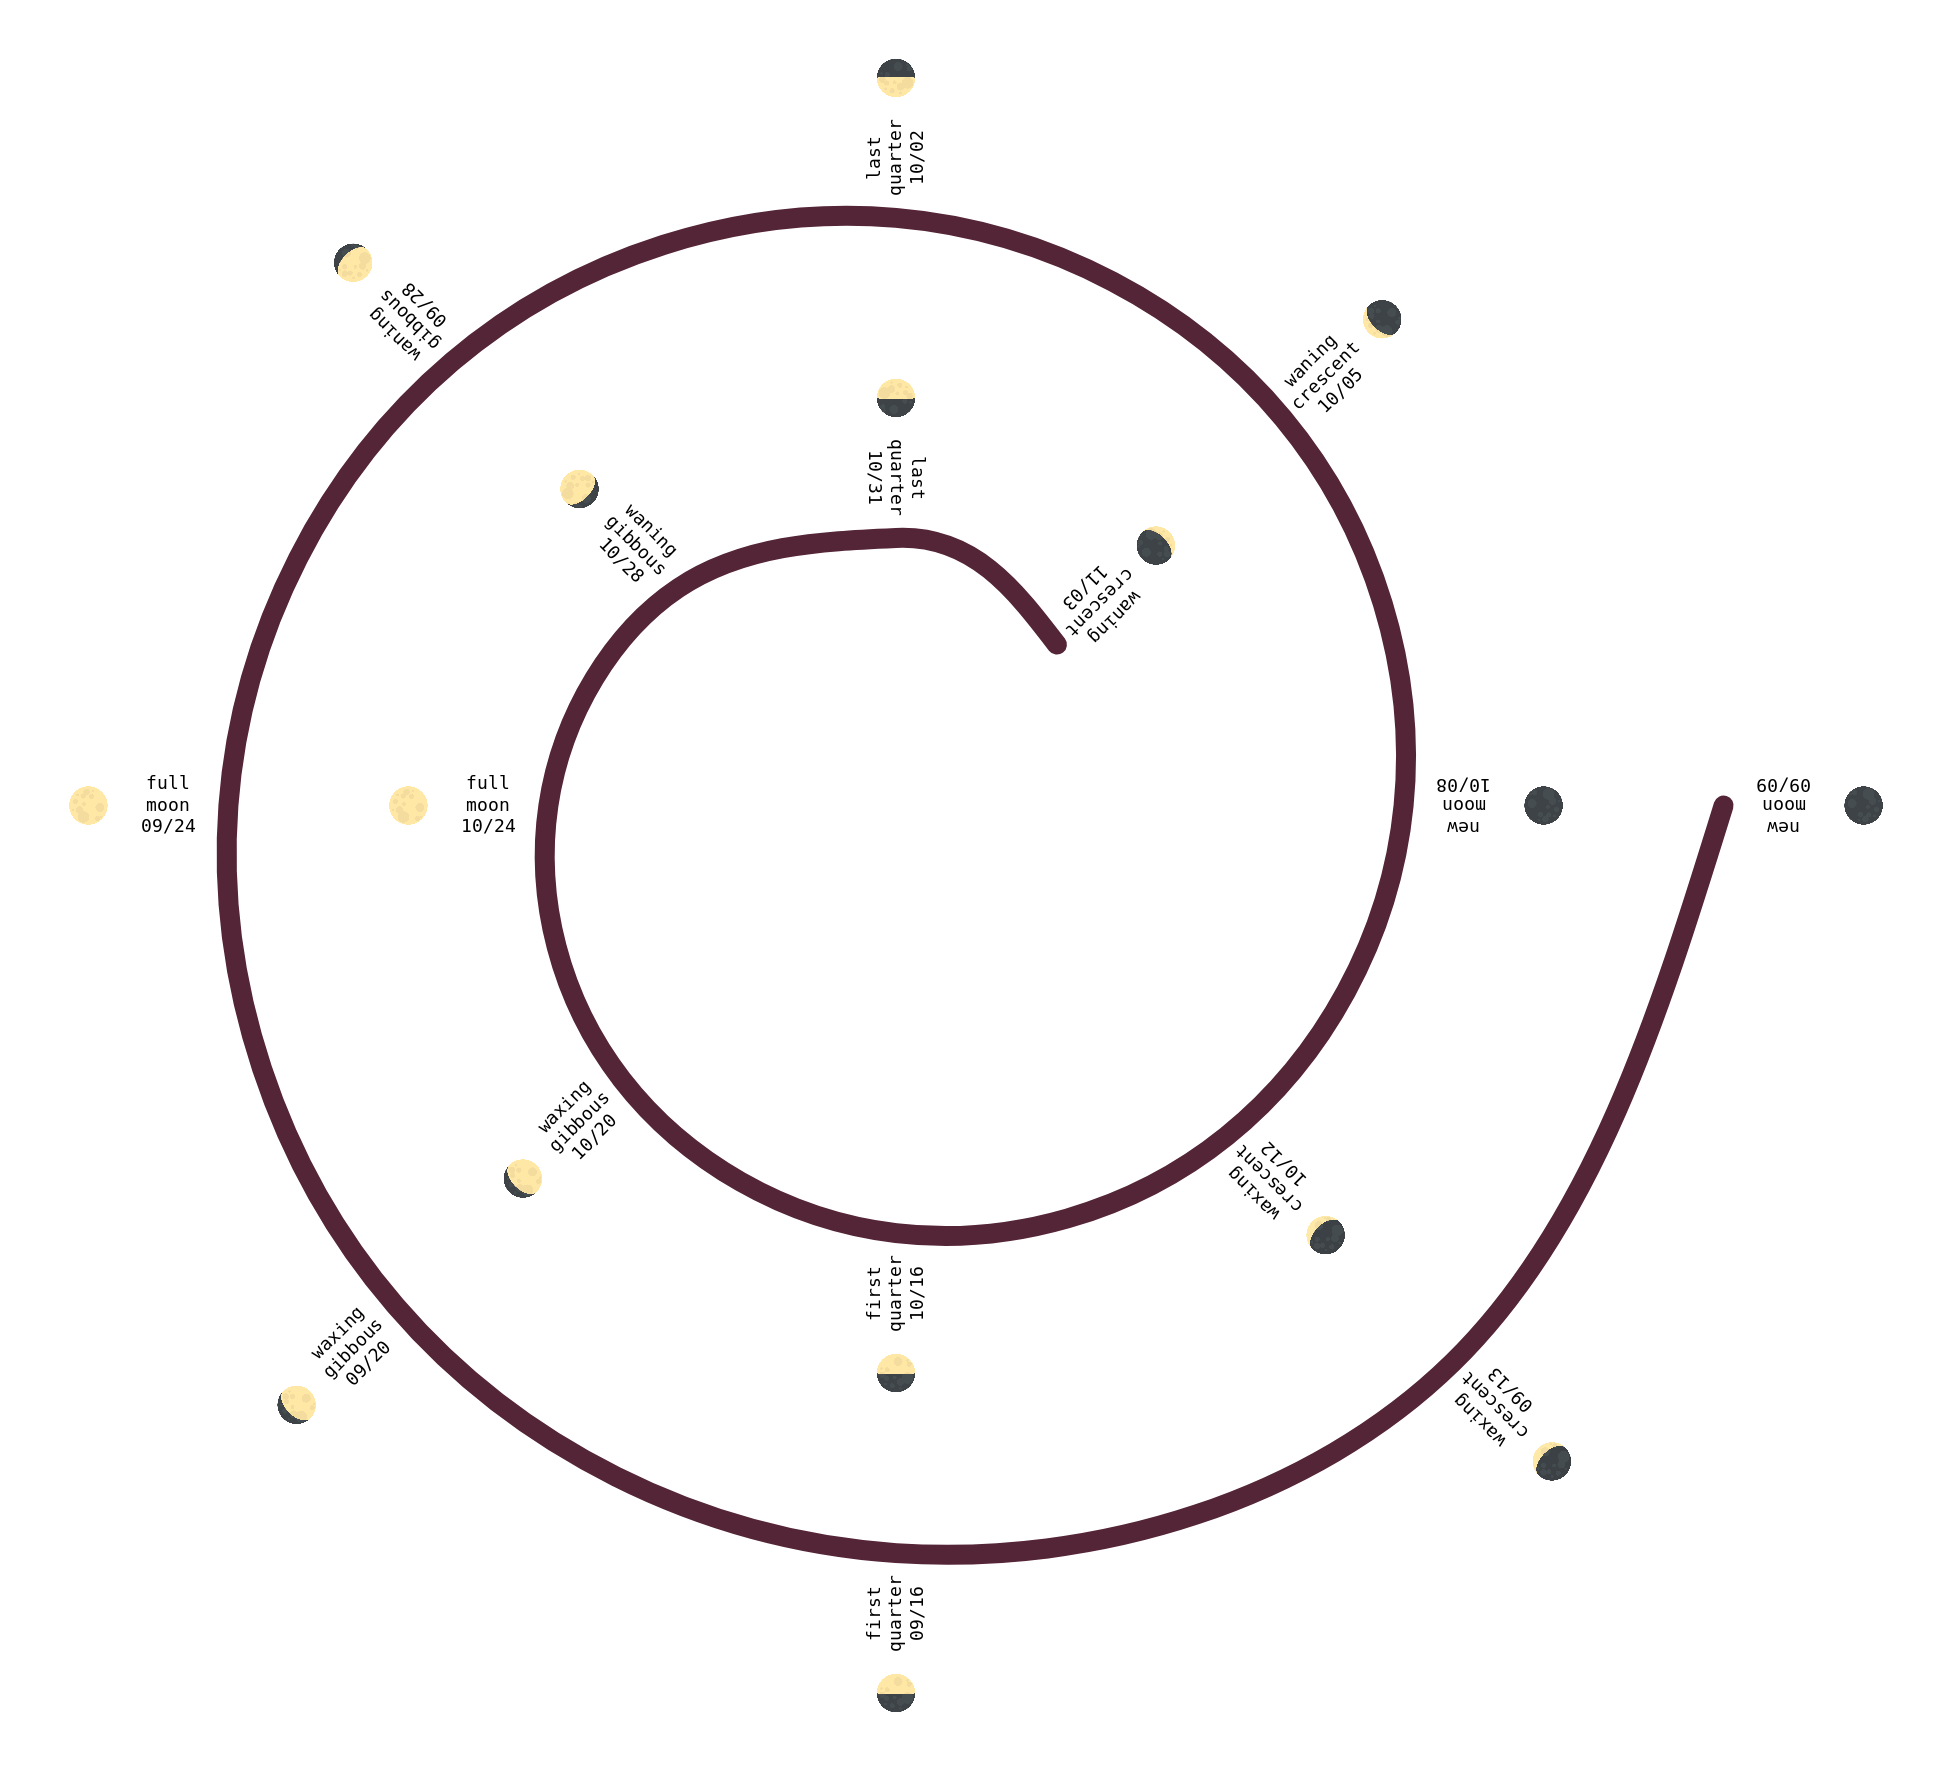 new
moon
09/09
waxing
crescent
09/13
first
quarter
09/16
waxing
gibbous
09/20
full
moon
09/24
waning
gibbous
09/28
last
quarter
10/02
waning
crescent
10/05
new
moon
10/08
waxing
crescent
10/12
first
quarter
10/16
waxing
gibbous
10/20
full
moon
10/24
waning
gibbous
10/28
last
quarter
10/31
waning
crescent
11/03